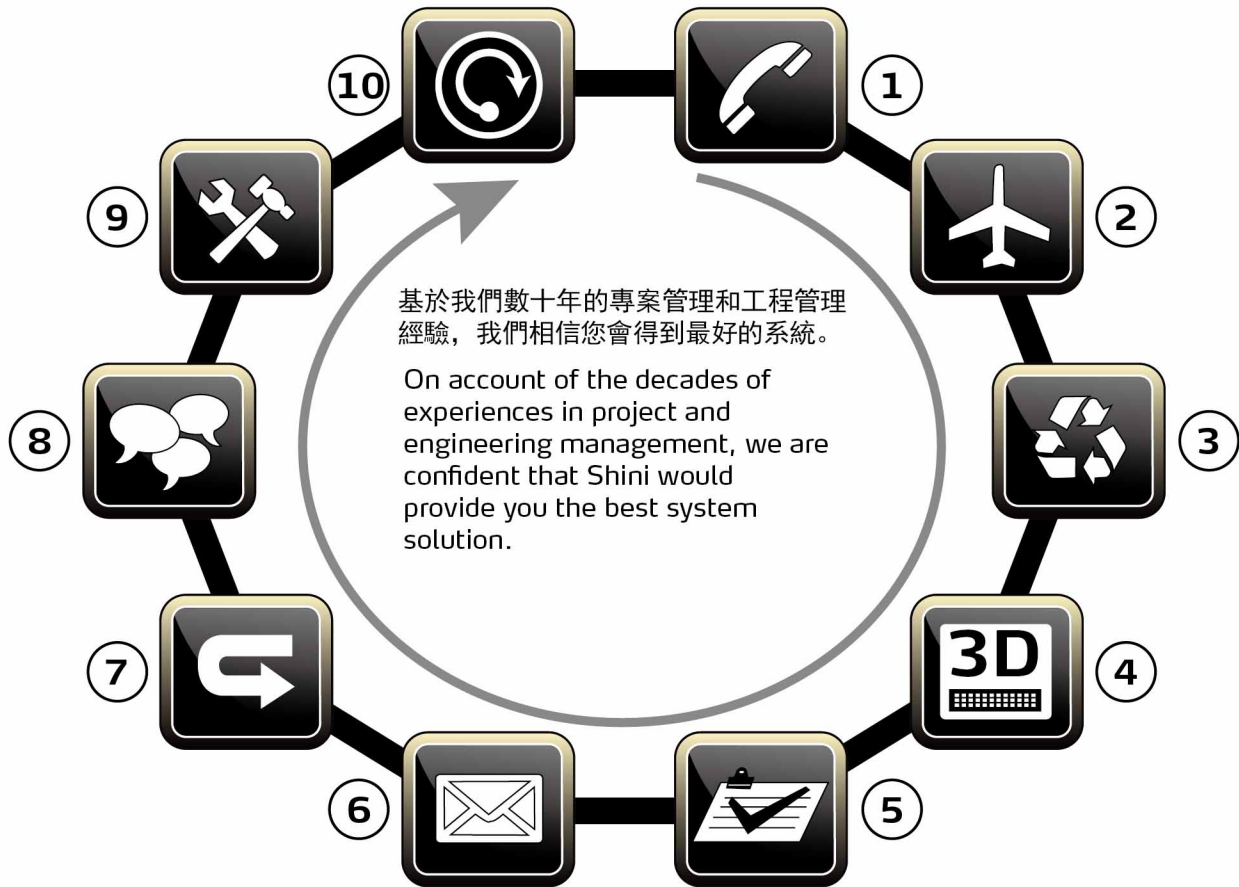 10
1
9
2
基於我們數十年的專案管理和工程管理
經驗，我們相信您會得到最好的系統。
On account of the decades of
experiences in project and
engineering management, we are
confident that Shini would
provide you the best system
solution.
8
3
7
3D
4
6
5